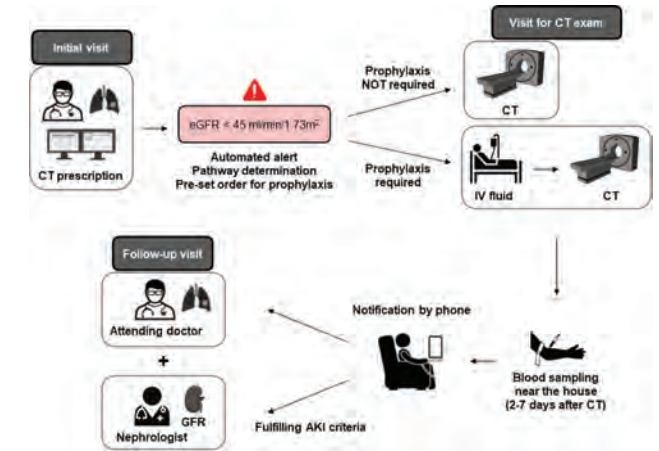 Initial visit
CT prescription
eGFR < 45 ml/min/1.73m²
Automated alert
Pathway determination
Pre-set order for prophylaxis
Prophylaxis
NOT required
Prophylaxis
required
Visit for CT exam
CT
IV fluid
CT
Blood sampling
near the house
(2-7 days after CT)
Notification by phone
Fulfilling AKI criteria
Follow-up visit
Attending doctor
+
GFR
Nephrologist